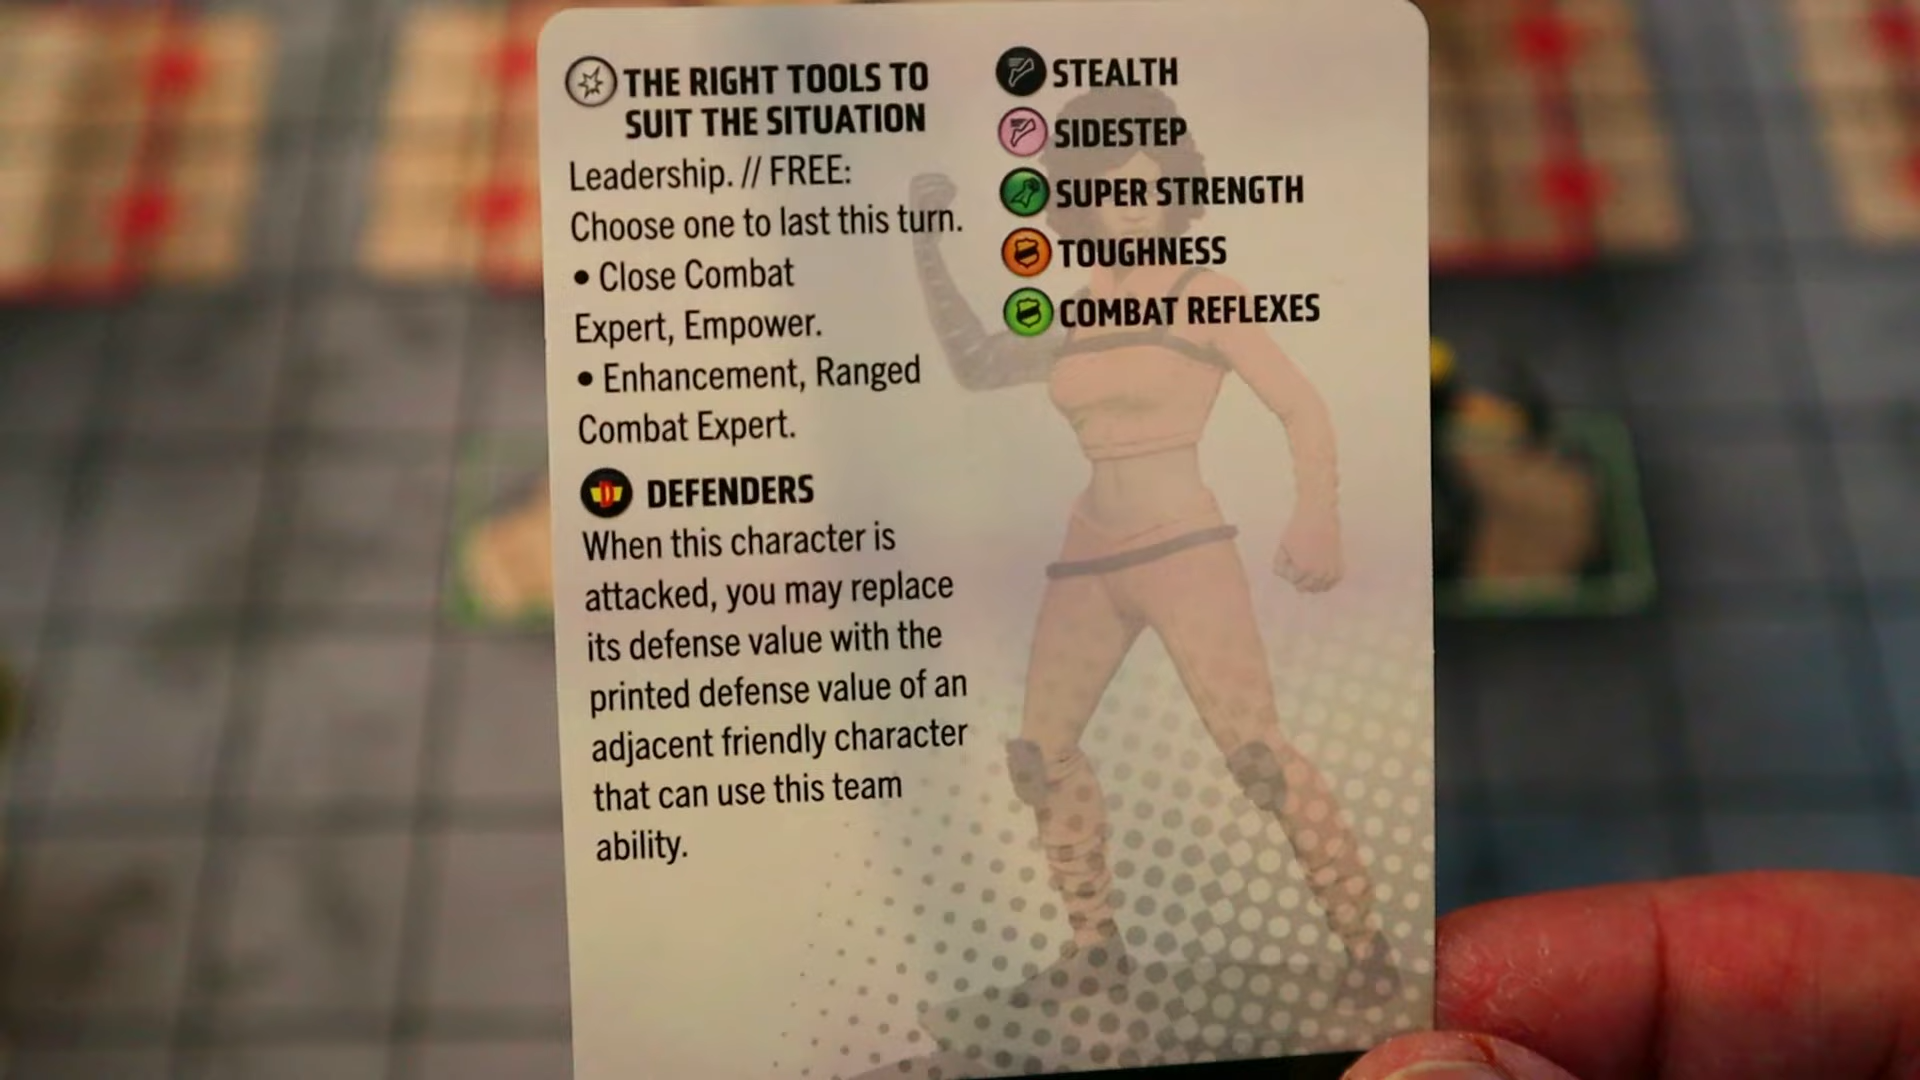 THE RIGHT TOOLS TO
SUIT THE SITUATION
Leadership. // FREE:
Choose one to last this turn.
• Close Combat
Expert, Empower.
• Enhancement, Ranged
Combat Expert.
D DEFENDERS
When this character is
attacked, you may replace
its defense value with the
printed defense value of an
adjacent friendly character
that can use this team
ability.
STEALTH
SIDESTEP
SUPER STRENGTH
TOUGHNESS
COMBAT REFLEXES